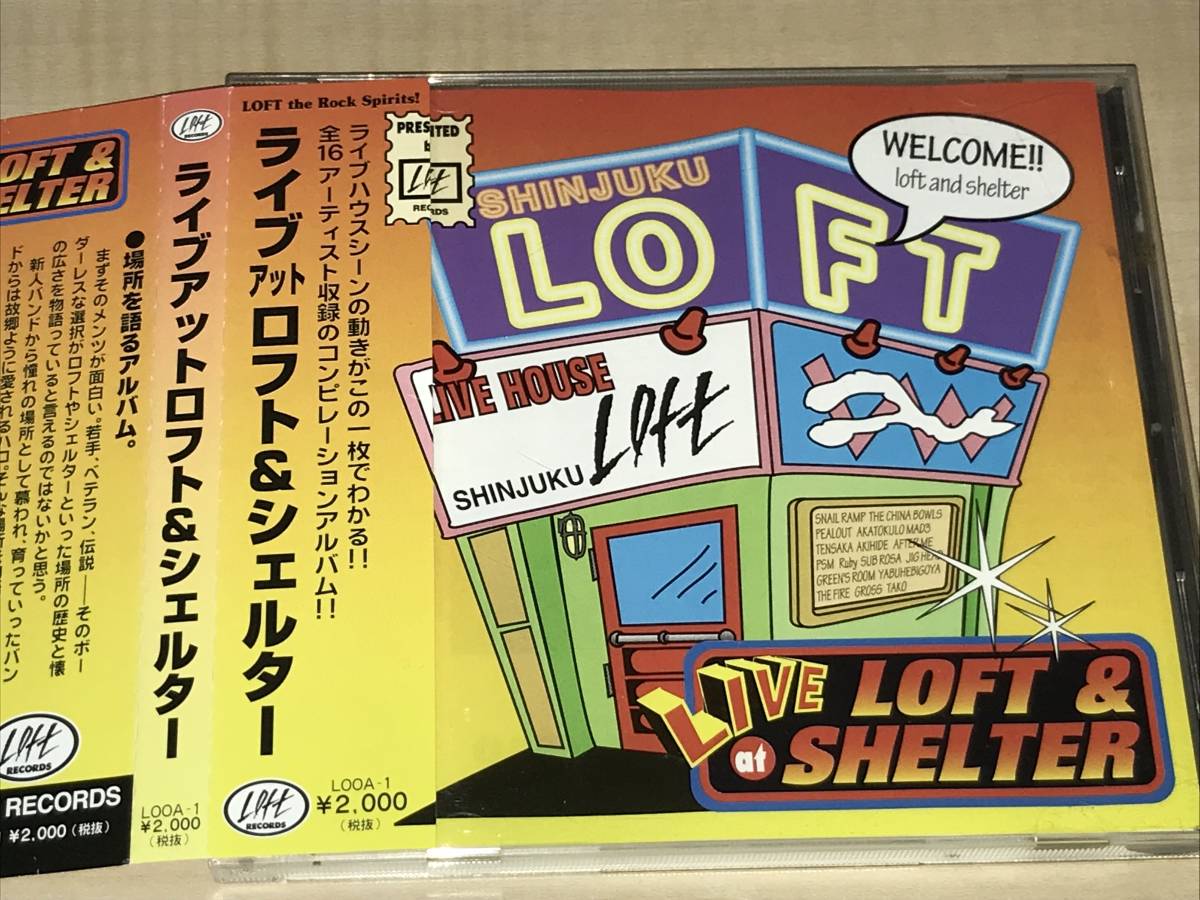 LOFT &
ELTER
●場所を語るアルバム。
まずそのメンツが面白い。若手、ベテラン、伝説――そのボー
ダーレスな選択がロフトやシェルターといった場所の歴史と懐
の広さを物語っていると言えるのではないかと思う。
新人バンドから憧れの場所として慕われ、育っていったバン
ドからは故郷ように愛されるハコ。
Loft
RECORDS
RECORDS
¥2,000(税抜)
Loft
RECORDS
ライブアットロフト&シェルター
LOOA-1
¥2,000
(税抜)
LOFT the Rock Spirits!
ライブハウスシーンの動きがこの一枚でわかる!!
全16アーティスト収録のコンピレーションアルバム!!
ライブアットロフト&シェルター
Loft
RECORDS
LOOA-1
¥2,000
(税抜)
Loft
WELCOME!!
loft and shelter
SHINJUKU
LOFT
LIVE HOUSE
Loft
SHINJUKU
SNAIL RAMP THE CHINA BOWLS
PEALOUT AKATOKULO MAD3
TENSAKA AKIHIDE AFTER ME
PSM Ruby SUB ROSA JIG HEAD
GREEN'S ROOM YABUHEBIGOYA
THE FIRE GROSS TAKO
LIVE LOFT &
at SHELTER